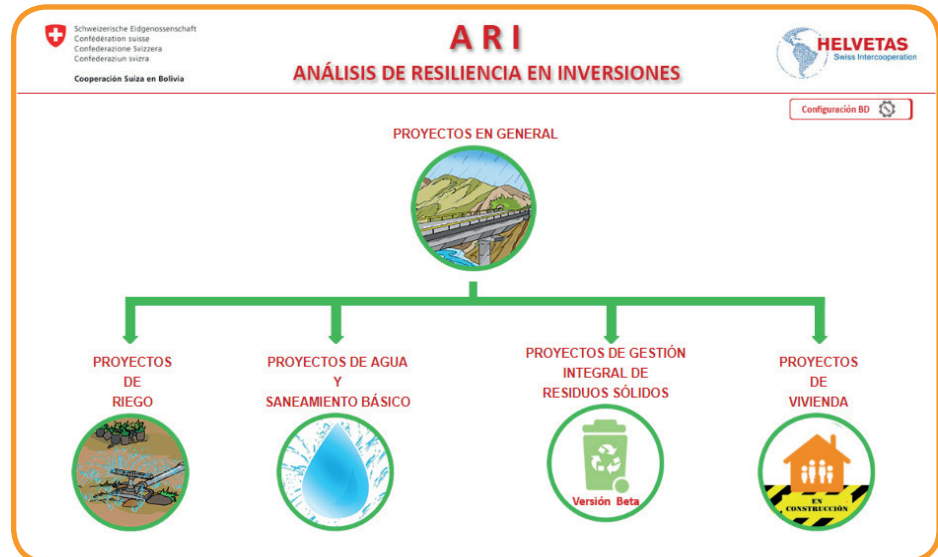 Schweizerische Eidgenossenschaft
Confédération suisse
Confederazione Svizzera
Confederaziun svizra
Cooperación Suiza en Bolivia
A R I
ANÁLISIS DE RESILIENCIA EN INVERSIONES
HELVETAS
Swiss Intercooperation
Configuración BD
PROYECTOS EN GENERAL
PROYECTOS
DE
RIEGO
PROYECTOS DE AGUA
Y
SANEAMIENTO BÁSICO
PROYECTOS DE GESTIÓN
INTEGRAL DE
RESIDUOS SÓLIDOS
Versión Beta
PROYECTOS
DE
VIVIENDA
EN
CONSTRUCCIÓN